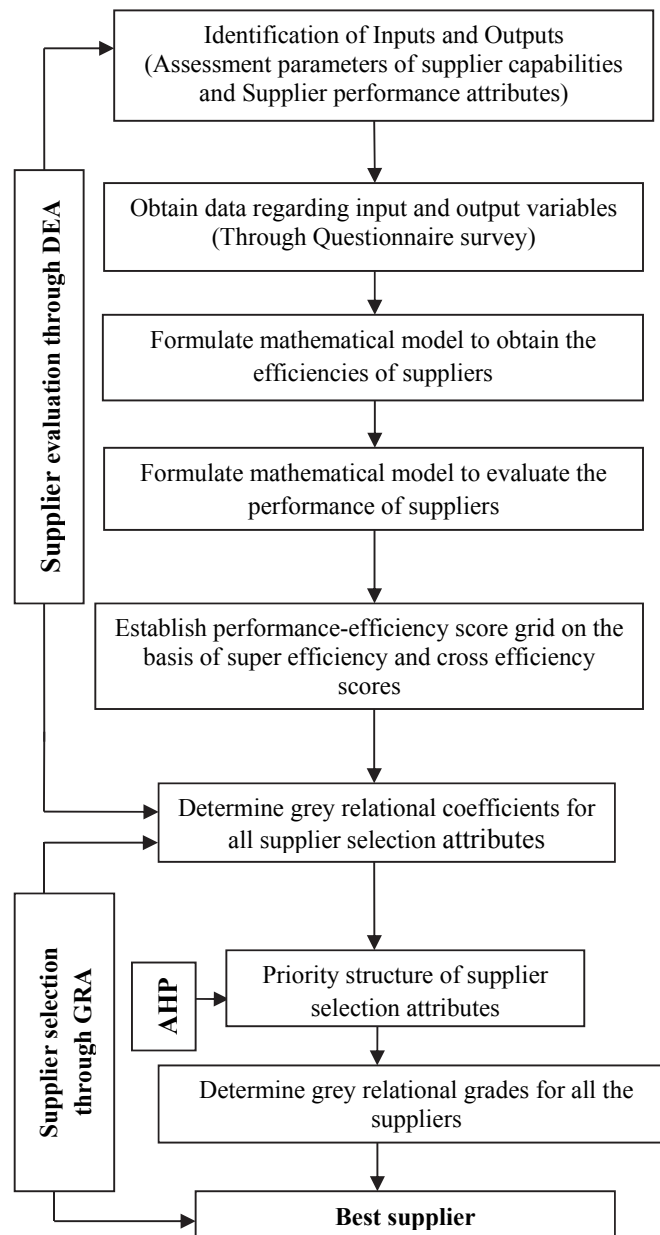 Identification of Inputs and Outputs
(Assessment parameters of supplier capabilities
and Supplier performance attributes)
Supplier evaluation through DEA
Obtain data regarding input and output variables
(Through Questionnaire survey)
Formulate mathematical model to obtain the
efficiencies of suppliers
Formulate mathematical model to evaluate the
performance of suppliers
Establish performance-efficiency score grid on the
basis of super efficiency and cross efficiency
scores
Determine grey relational coefficients for
all supplier selection attributes
Supplier selection
through GRA
AHP
Priority structure of supplier
selection attributes
Determine grey relational grades for all the
suppliers
Best supplier